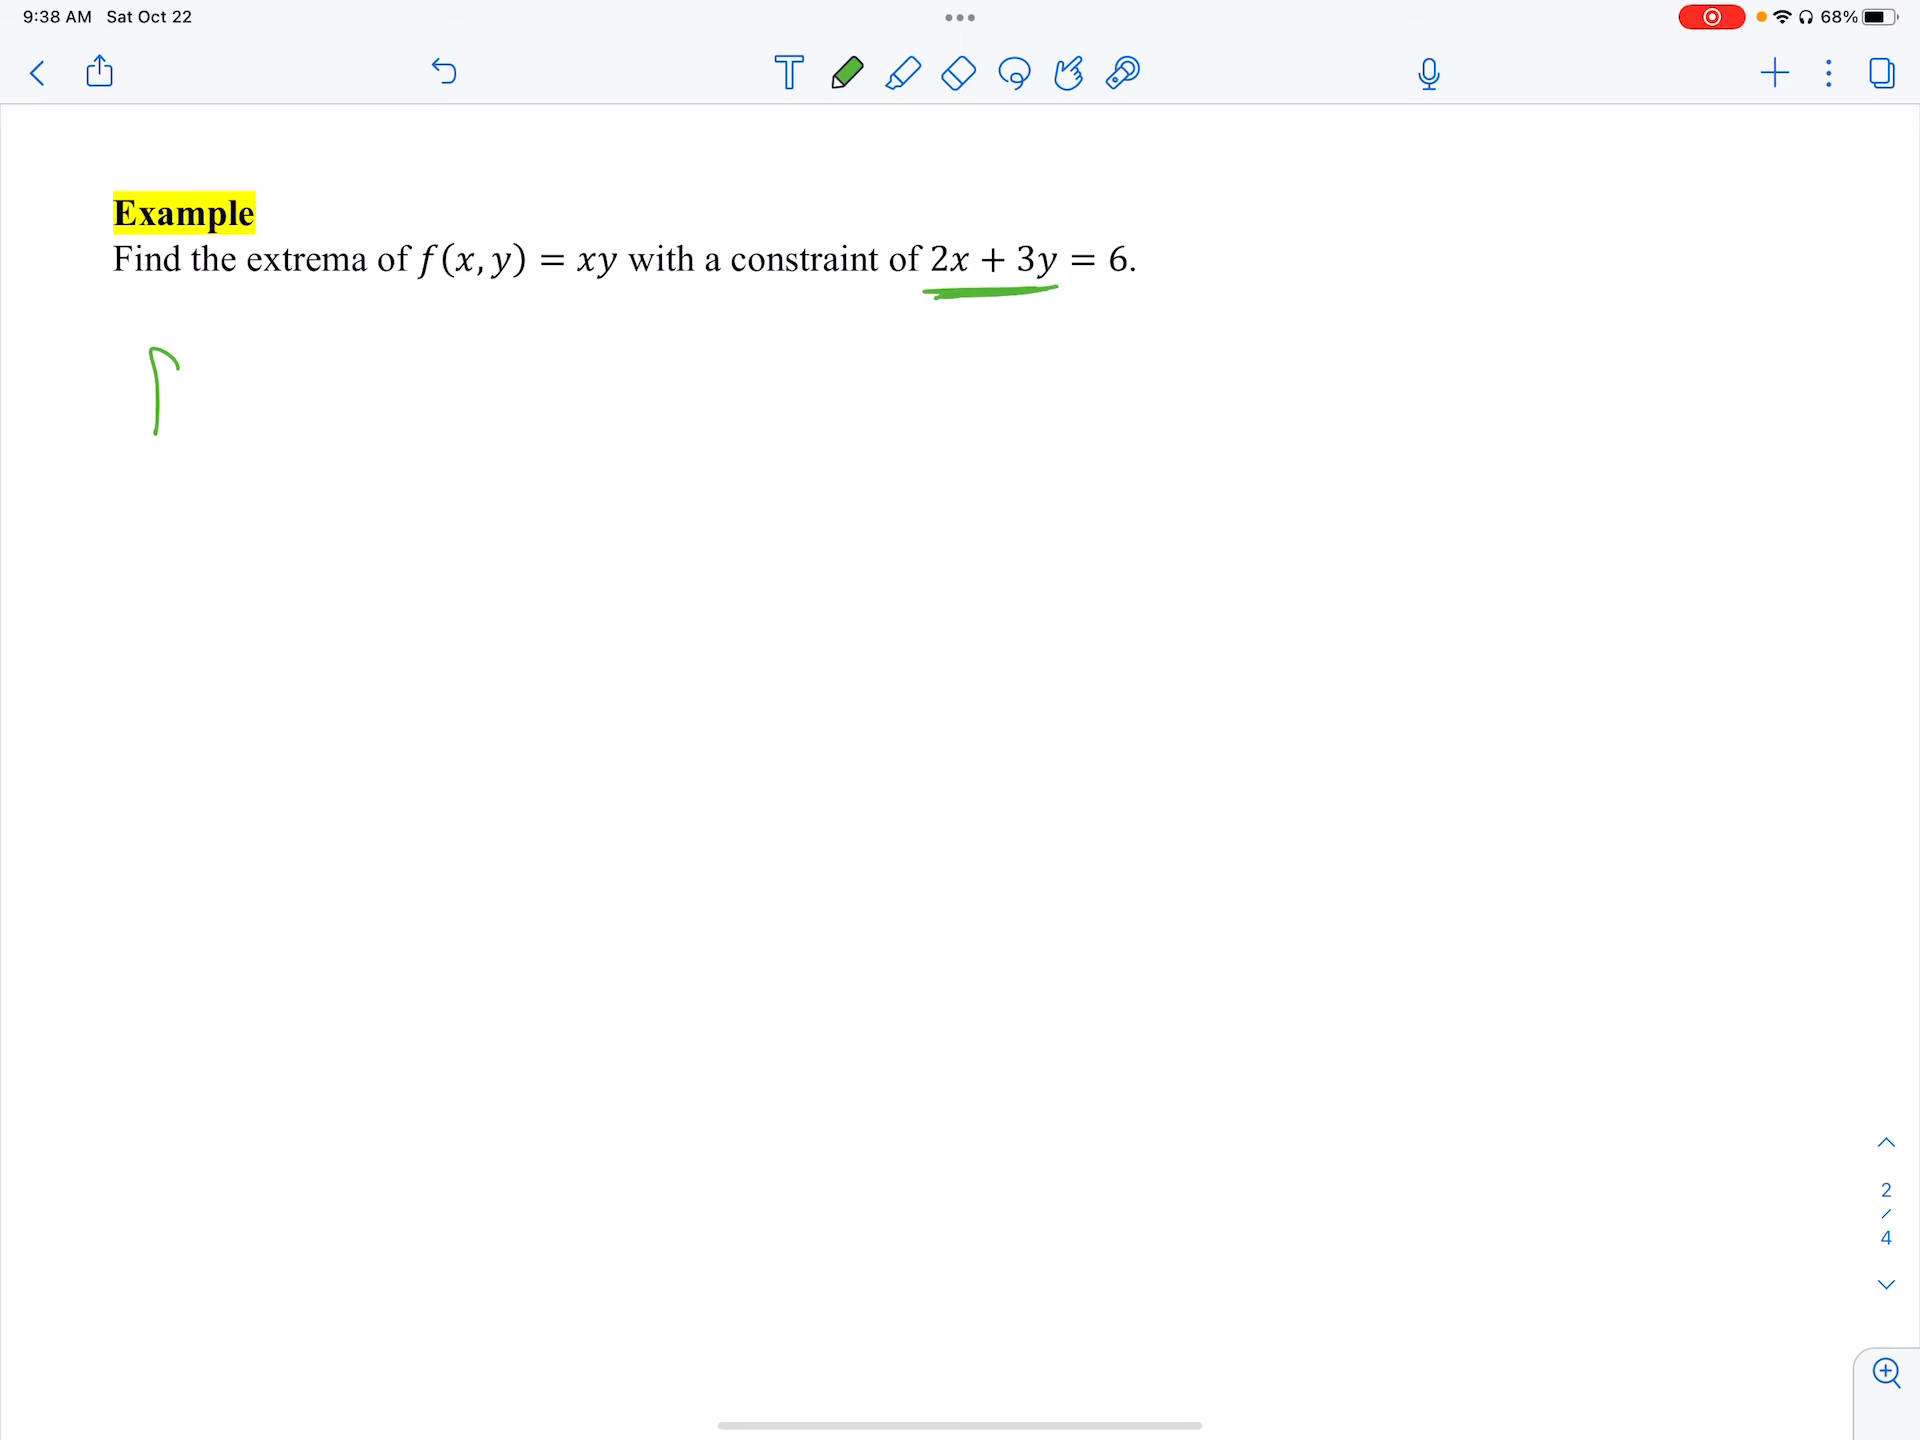 9:38 AM Sat Oct 22
68%
Example
Find the extrema of f(x, y) = xy with a constraint of 2x + 3y = 6.
2
/
4